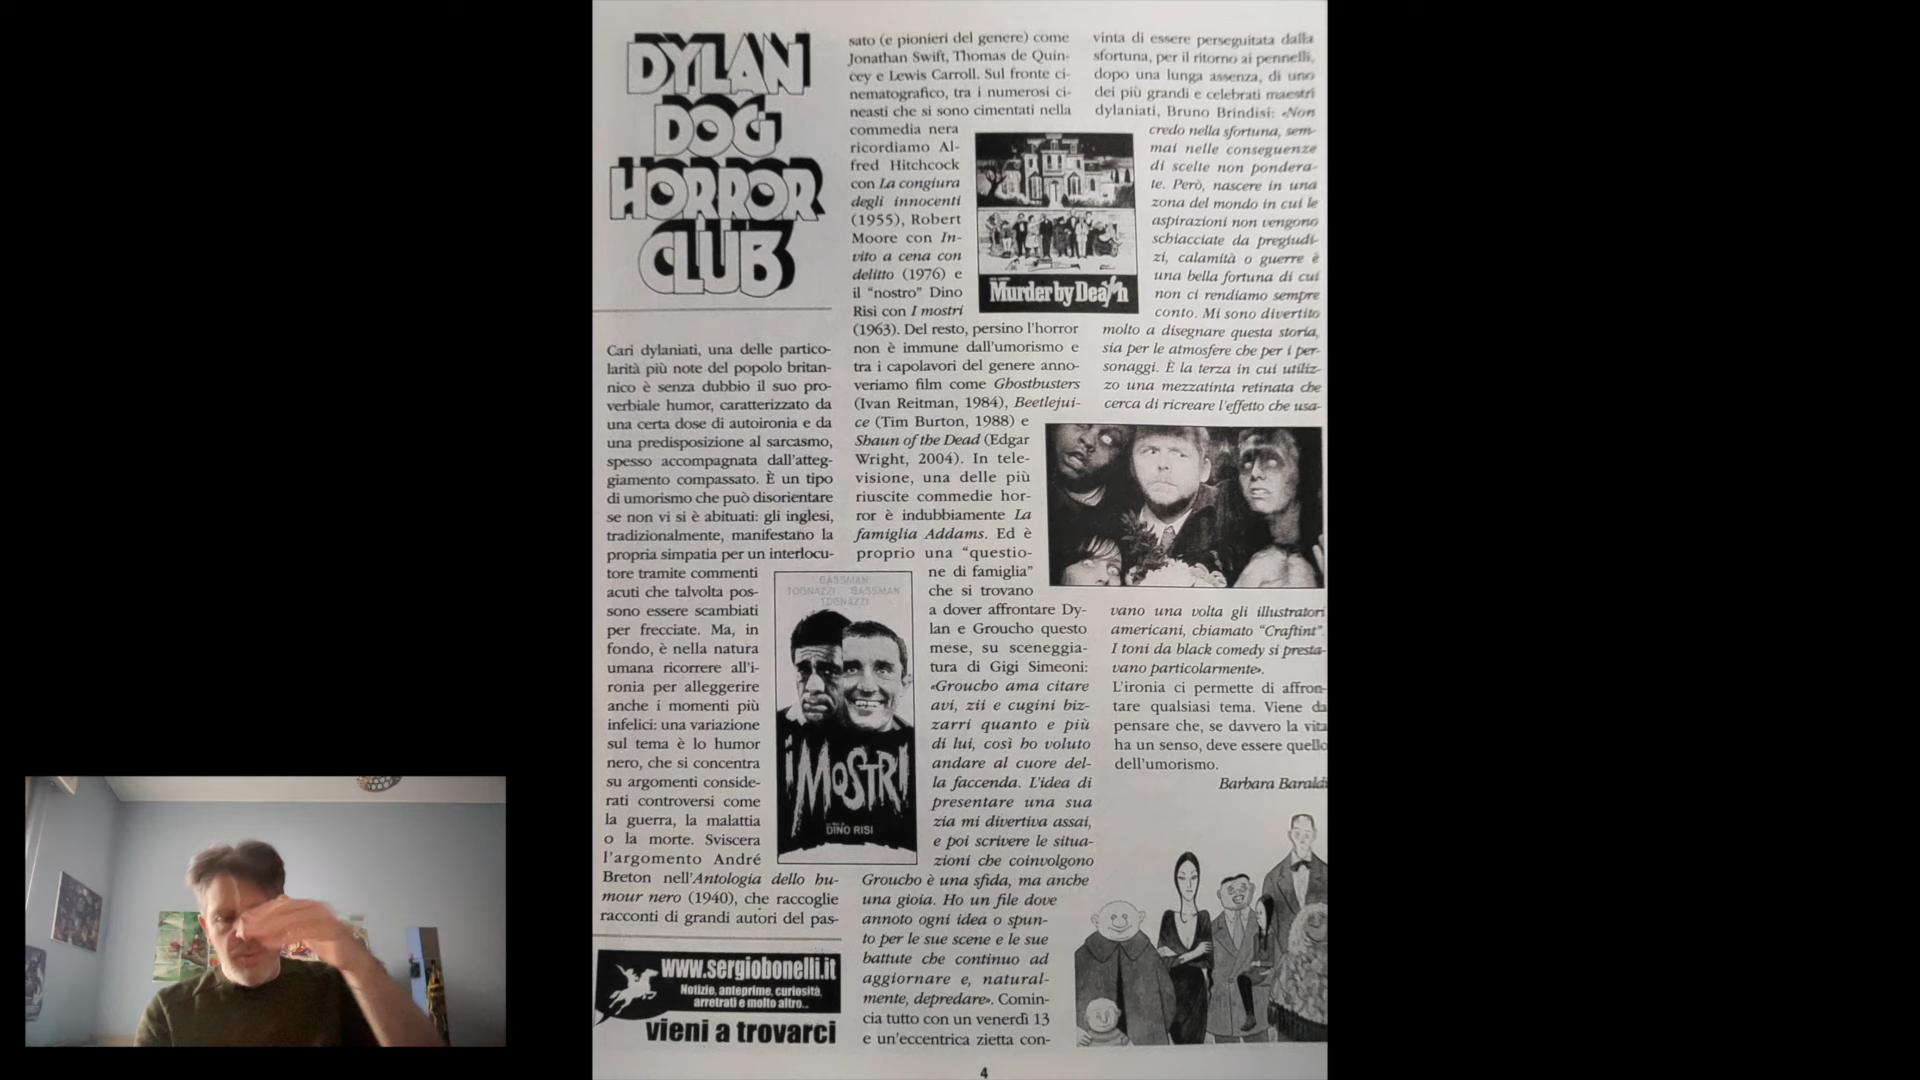 DYLAN
DOG
HORROR
CLUB
Cari dylaniati, una delle partico-
larità più note del popolo britan-
nico è senza dubbio il suo pro-
verbiale humor, caratterizzato da
una certa dose di autoironia e da
una predisposizione al sarcasmo,
spesso accompagnata dall'atteg-
giamento compassato. È un tipo
di umorismo che può disorientare
se non vi si è abituati: gli inglesi,
tradizionalmente, manifestano la
propria simpatia per un interlocu-
tore tramite commenti
acuti che talvolta pos-
sono essere scambiati
per frecciate. Ma, in
fondo, è nella natura
umana ricorrere all'i-
ronia per alleggerire
anche i momenti più
infelici: una variazione
sul tema è lo humor
nero, che si concentra
su argomenti conside-
rati controversi come
la guerra, la malattia
o la morte. Sviscera
l'argomento André
Breton nell'Antologia dello hu-
mour nero (1940), che raccoglie
racconti di grandi autori del pas-
www.sergiobonelli.it
Notizie, anteprime, curiosità,
arretrati e molto altro...
vieni a trovarci
sato (e pionieri del genere) come
Jonathan Swift, Thomas de Quin-
cey e Lewis Carroll. Sul fronte ci-
nematografico, tra i numerosi ci-
neasti che si sono cimentati nella
commedia nera
ricordiamo Al-
fred Hitchcock
con La congiura
degli innocenti
(1955), Robert
Moore con In-
vito a cena con
delitto (1976) e
il "nostro" Dino
Risi con I mostri
(1963). Del resto, persino l'horror
non è immune dall'umorismo e
tra i capolavori del genere anno-
veriamo film come Ghostbusters
(Ivan Reitman, 1984), Beetlejui-
ce (Tim Burton, 1988) e
Shaun of the Dead (Edgar
Wright, 2004). In tele-
visione, una delle più
riuscite commedie hor-
ror è indubbiamente La
famiglia Addams. Ed è
proprio una "questio-
ne di famiglia"
che si trovano
a dover affrontare Dy-
lan e Groucho questo
mese, su sceneggia-
tura di Gigi Simeoni:
«Groucho ama citare
avi, zii e cugini biz-
zarri quanto e più
di lui, così ho voluto
andare al cuore del-
la faccenda. L'idea di
presentare una sua
zia mi divertiva assai,
e poi scrivere le situa-
zioni che coinvolgono
Groucho è una sfida, ma anche
una gioia. Ho un file dove
annoto ogni idea o spun-
to per le sue scene e le sue
battute che continuo ad
aggiornare e, natural-
mente, depredare». Comin-
cia tutto con un venerdì 13
e un'eccentrica zietta con-
GASSMAN
TOGNAZZI GASSMAN
TOGNAZZI
i MOSTRI
DINO RISI
Murder by Death
vinta di essere perseguitata dalla
sfortuna, per il ritorno ai pennelli,
dopo una lunga assenza, di uno
dei più grandi e celebrati maestri
dylaniati, Bruno Brindisi: «Non
credo nella sfortuna, sem-
mai nelle conseguenze
di scelte non pondera-
te. Però, nascere in una
zona del mondo in cui le
aspirazioni non vengono
schiacciate da pregiudi-
zi, calamità o guerre è
una bella fortuna di cui
non ci rendiamo sempre
conto. Mi sono divertito
molto a disegnare questa storia,
sia per le atmosfere che per i per-
sonaggi. È la terza in cui utiliz-
zo una mezzatinta retinata che
cerca di ricreare l'effetto che usa-
vano una volta gli illustratori
americani, chiamato "Craftint".
I toni da black comedy si presta-
vano particolarmente».
L'ironia ci permette di affron-
tare qualsiasi tema. Viene da
pensare che, se davvero la vita
ha un senso, deve essere quello
dell'umorismo.
Barbara Baraldi
4